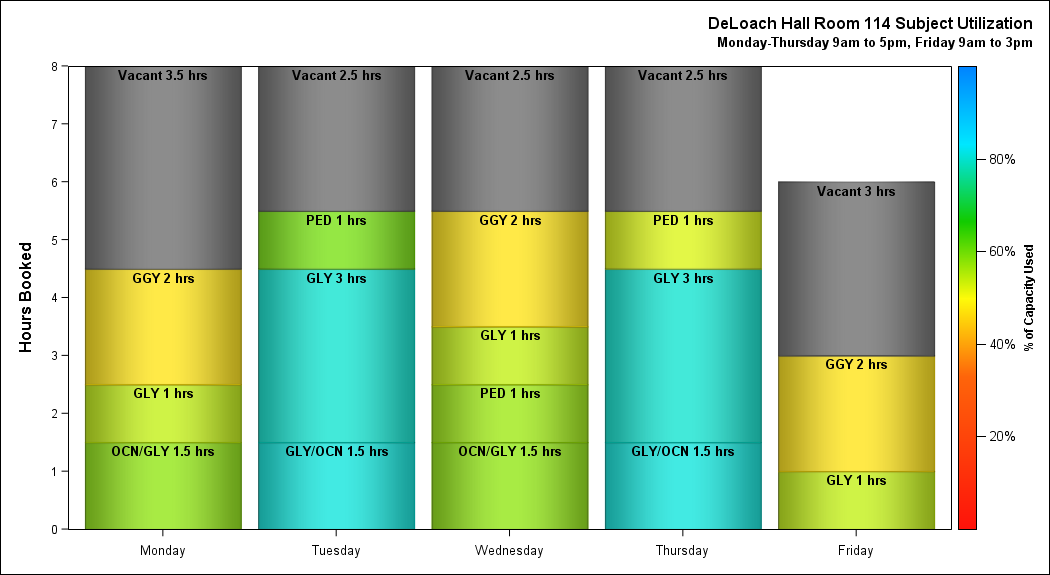 DeLoach Hall Room 114 Subject Utilization
Monday-Thursday 9am to 5pm, Friday 9am to 3pm
Hours Booked
8
7
6
5
4
3
2
1
0
Vacant 3.5 hrs
GGY 2 hrs
GLY 1 hrs
OCN/GLY 1.5 hrs
Monday
Vacant 2.5 hrs
PED 1 hrs
GLY 3 hrs
GLY/OCN 1.5 hrs
Tuesday
Vacant 2.5 hrs
GGY 2 hrs
GLY 1 hrs
PED 1 hrs
OCN/GLY 1.5 hrs
Wednesday
Vacant 2.5 hrs
PED 1 hrs
GLY 3 hrs
GLY/OCN 1.5 hrs
Thursday
Vacant 3 hrs
GGY 2 hrs
GLY 1 hrs
Friday
80%
60%
40%
20%
% of Capacity Used